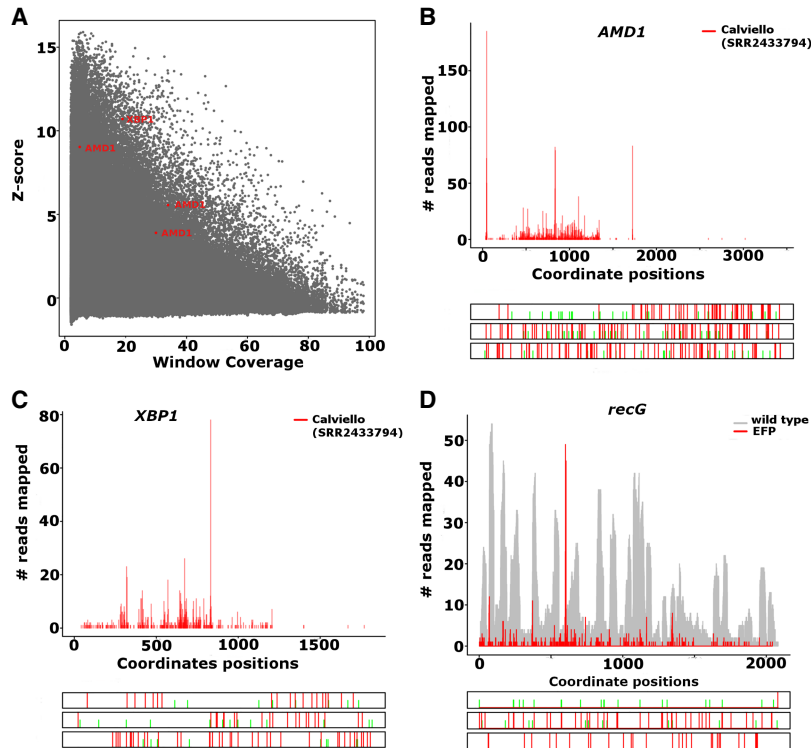 A
Z-score
15
10
5
0
XBP1
AMD1
AMD1
AMD1
0 20 40 60 80 100
Window Coverage
B
AMD1
Calviello
(SRR2433794)
# reads mapped
150
100
50
0
0 1000 2000 3000
Coordinate positions
C
XBP1
Calviello
(SRR2433794)
# reads mapped
80
60
40
20
0
0 500 1000 1500
Coordinates positions
D
recG
wild type
EFP
# reads mapped
50
40
30
20
10
0
0 1000 2000
Coordinate positions